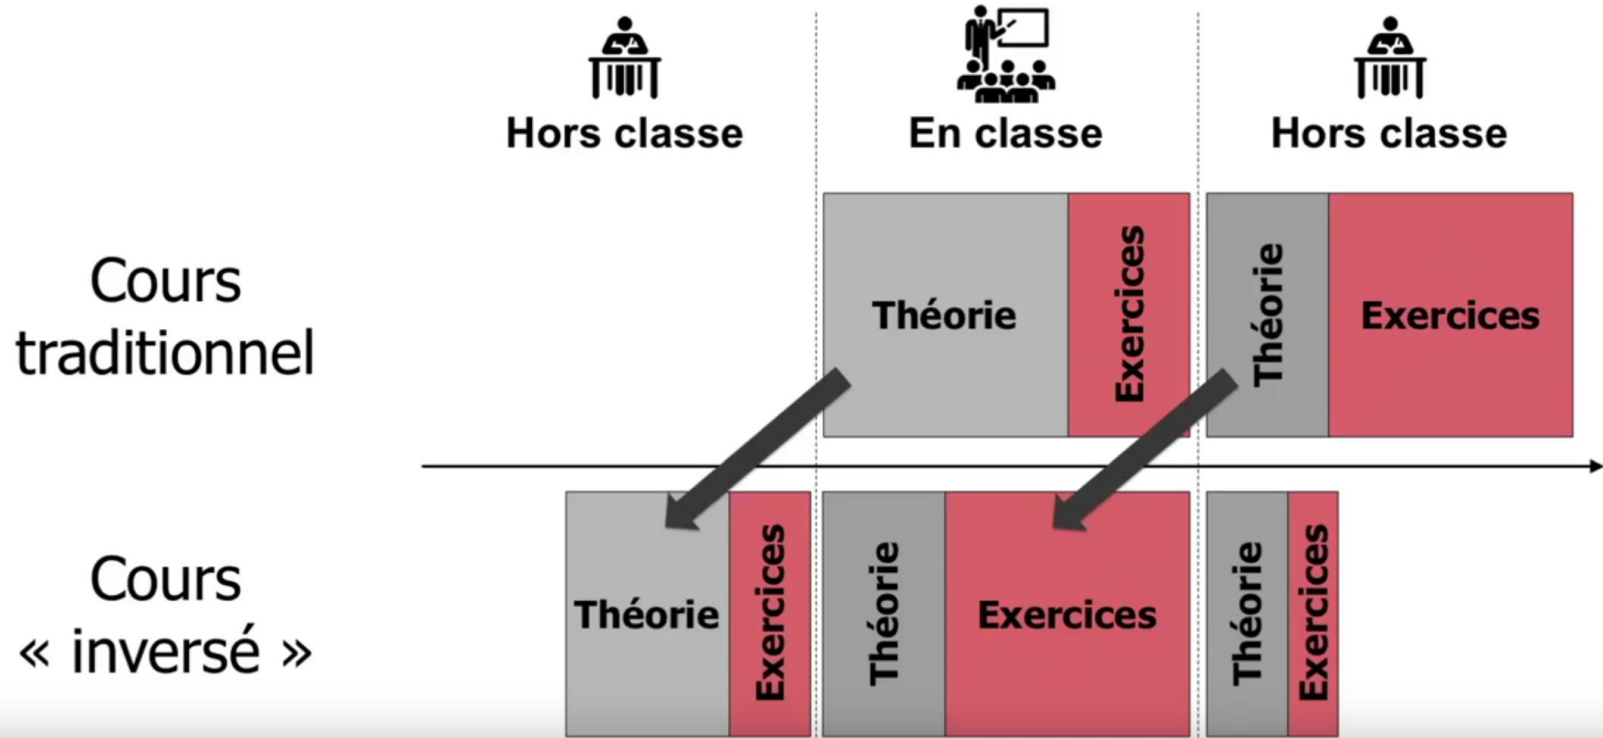 Hors classe
En classe
Hors classe
Cours
traditionnel
Théorie
Exercices
Théorie
Exercices
Cours
« inversé »
Théorie
Exercices
Théorie
Exercices
Théorie
Exercices